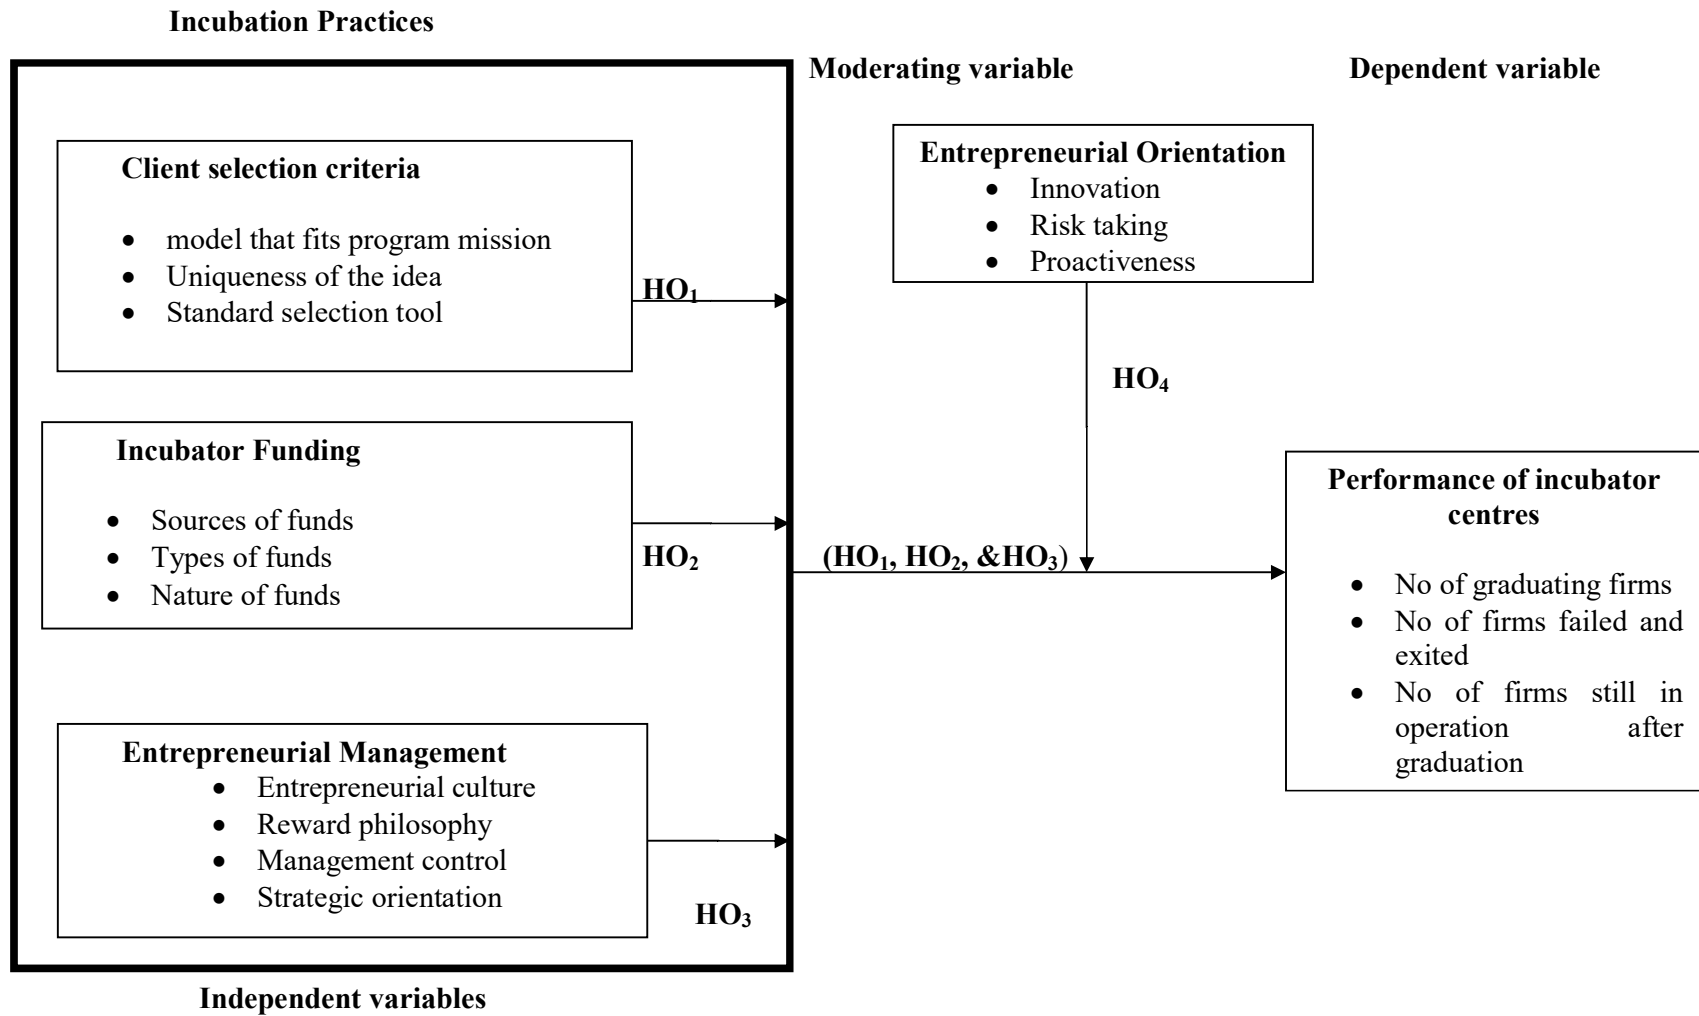 Incubation Practices
Moderating variable
Dependent variable
Client selection criteria
• model that fits program mission
• Uniqueness of the idea
• Standard selection tool
HO₁
Entrepreneurial Orientation
• Innovation
• Risk taking
• Proactiveness
HO₄
Incubator Funding
• Sources of funds
• Types of funds
• Nature of funds
HO₂
(HO₁, HO₂, &HO₃)
Performance of incubator
centres
• No of graduating firms
• No of firms failed and
exited
• No of firms still in
operation after
graduation
Entrepreneurial Management
• Entrepreneurial culture
• Reward philosophy
• Management control
• Strategic orientation
HO₃
Independent variables